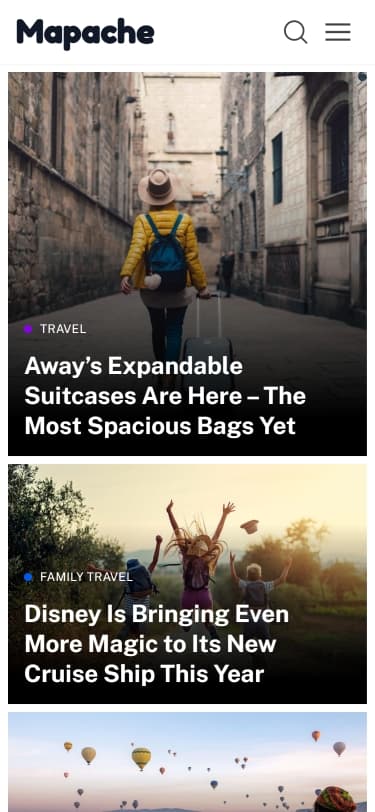 Mapache
TRAVEL
Away’s Expandable
Suitcases Are Here – The
Most Spacious Bags Yet
FAMILY TRAVEL
Disney Is Bringing Even
More Magic to Its New
Cruise Ship This Year